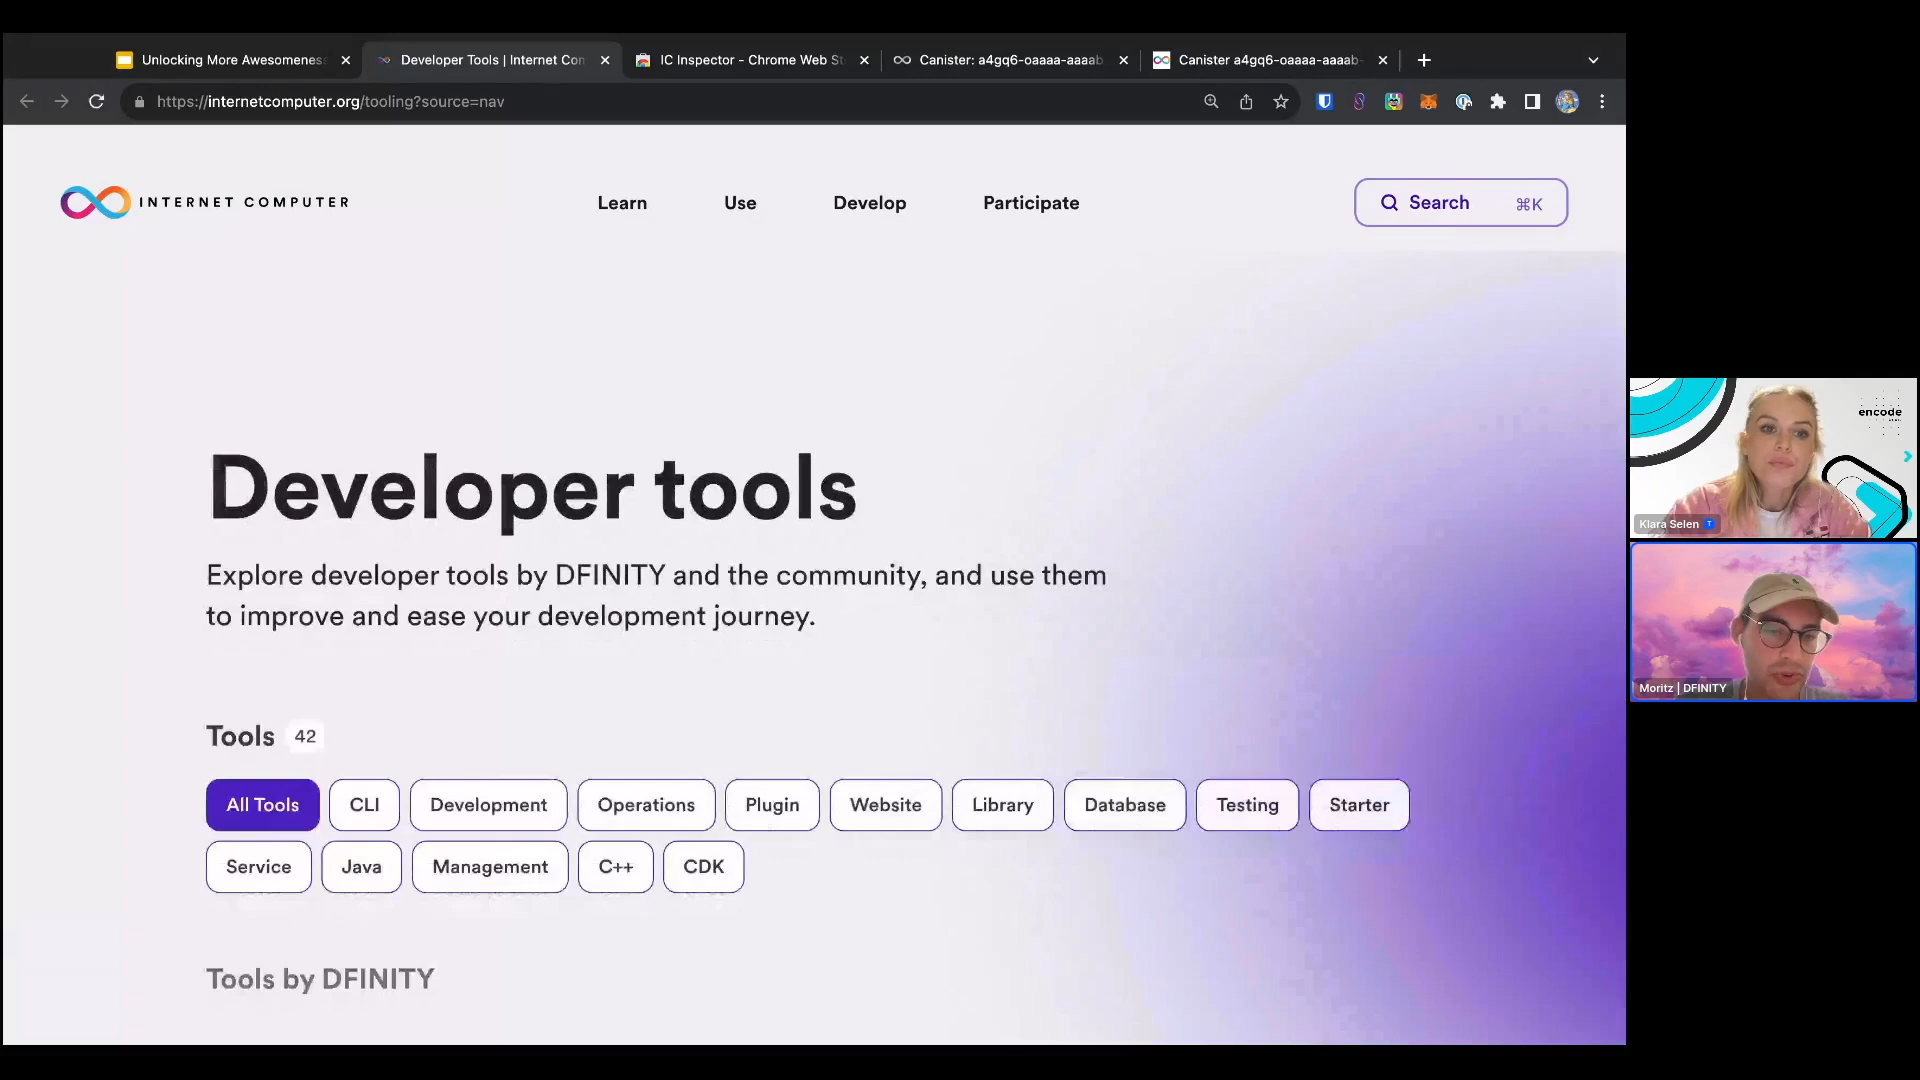 Unlocking More Awesomeness
Developer Tools | Internet Con
IC Inspector - Chrome Web St
Canister: a4gq6-oaaaa-aaaab
Canister a4gq6-oaaaa-aaaab-
https://internetcomputer.org/tooling?source=nav
INTERNET COMPUTER
Learn
Use
Develop
Participate
Search ⌘K
Developer tools
Explore developer tools by DFINITY and the community, and use them
to improve and ease your development journey.
Tools 42
All Tools
CLI
Development
Operations
Plugin
Website
Library
Database
Testing
Starter
Service
Java
Management
C++
CDK
Tools by DFINITY
encode
Klara Selen
Moritz | DFINITY